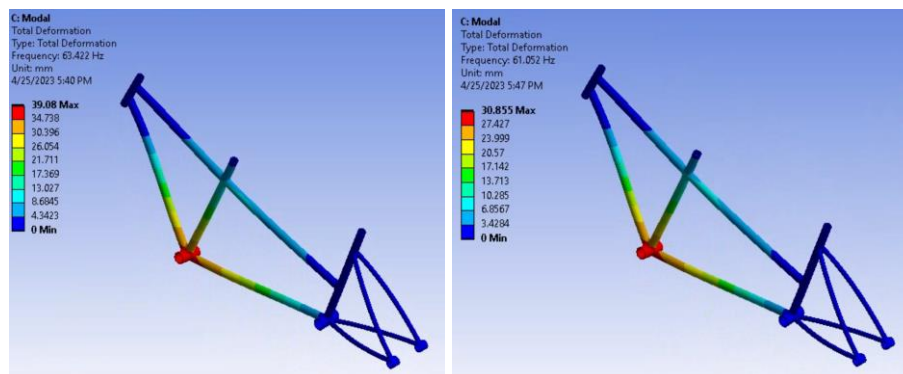 C: Modal
Total Deformation
Type: Total Deformation
Frequency: 63.422 Hz
Unit: mm
4/25/2023 5:40 PM
39.08 Max
34.738
30.396
26.054
21.711
17.369
13.027
8.6845
4.3423
0 Min
C: Modal
Total Deformation
Type: Total Deformation
Frequency: 61.052 Hz
Unit: mm
4/25/2023 5:47 PM
30.855 Max
27.427
23.999
20.57
17.142
13.713
10.285
6.8567
3.4284
0 Min